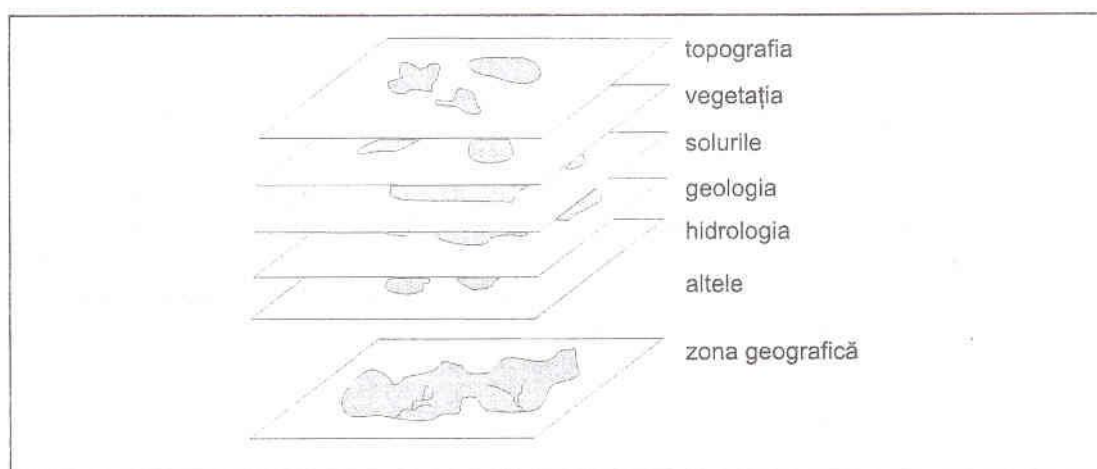 topografia
vegetația
solurile
geologia
hidrologia
altele
zona geografică